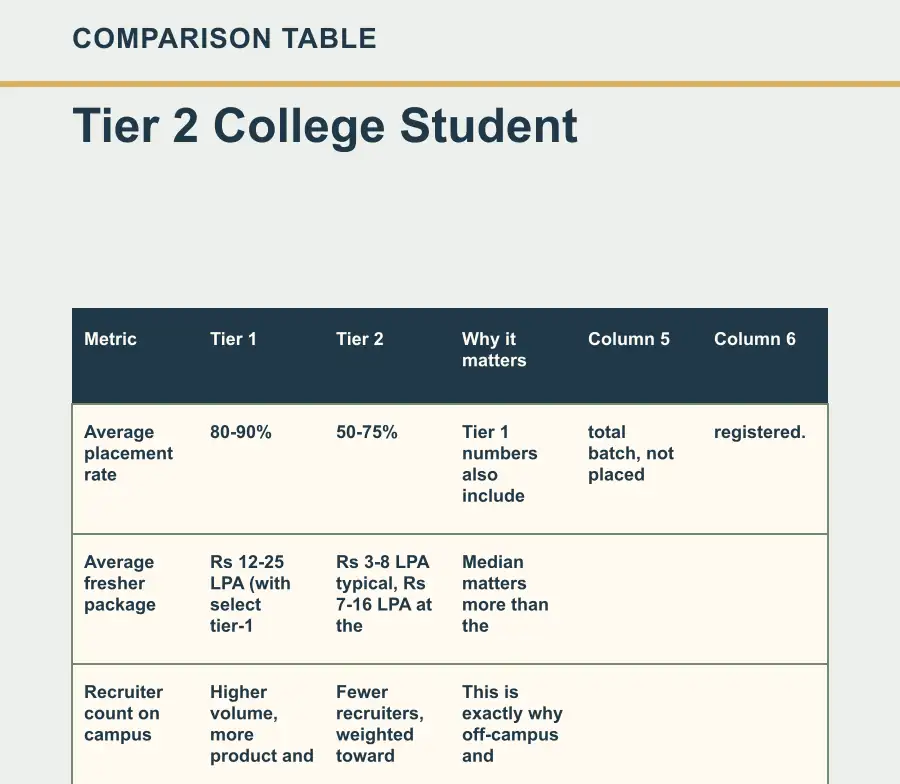 COMPARISON TABLE
Tier 2 College Student
Metric
Tier 1
Tier 2
Why it
matters
Column 5
Column 6
Average
placement
rate
80-90%
50-75%
Tier 1
numbers
also
include
total
batch, not
placed
registered.
Average
fresher
package
Rs 12-25
LPA (with
select
tier-1
Rs 3-8 LPA
typical, Rs
7-16 LPA at
the
Median
matters
more than
the
Recruiter
count on
campus
Higher
volume,
more
product and
Fewer
recruiters,
weighted
toward
This is
exactly why
off-campus
and